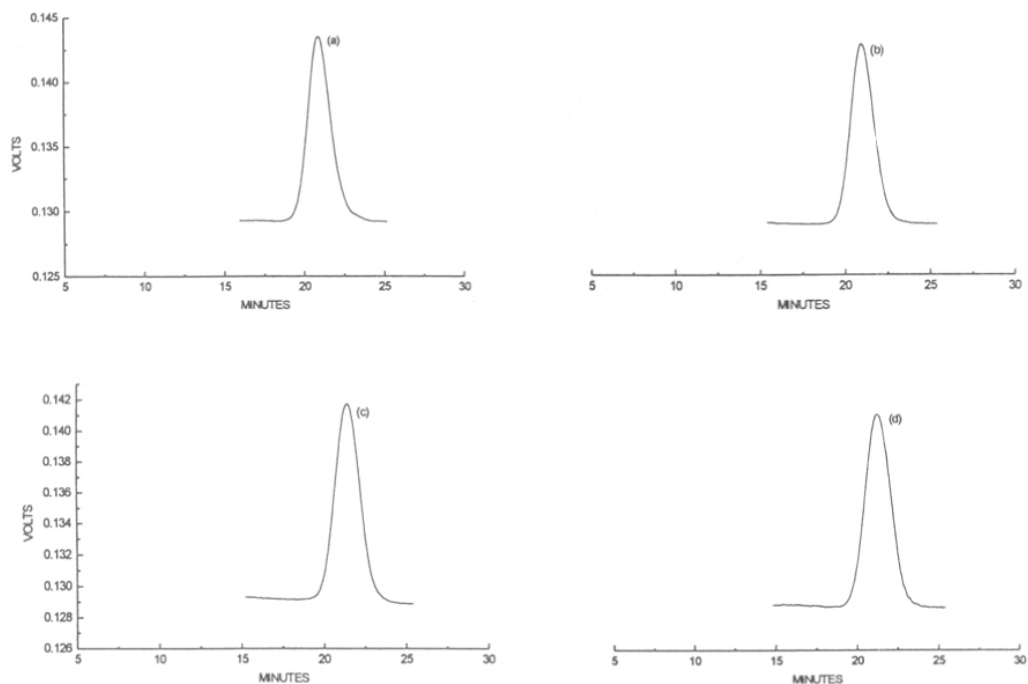 0.145
(a)
0.140
VOLTS
0.135
0.130
0.125
5 10 15 20 25 30
MINUTES
(b)
5 10 15 20 25 30
MINUTES
0.142
(c)
0.140
0.138
0.136
VOLTS
0.134
0.132
0.130
0.128
0.126
5 10 15 20 25 30
MINUTES
(d)
5 10 15 20 25 30
MINUTES